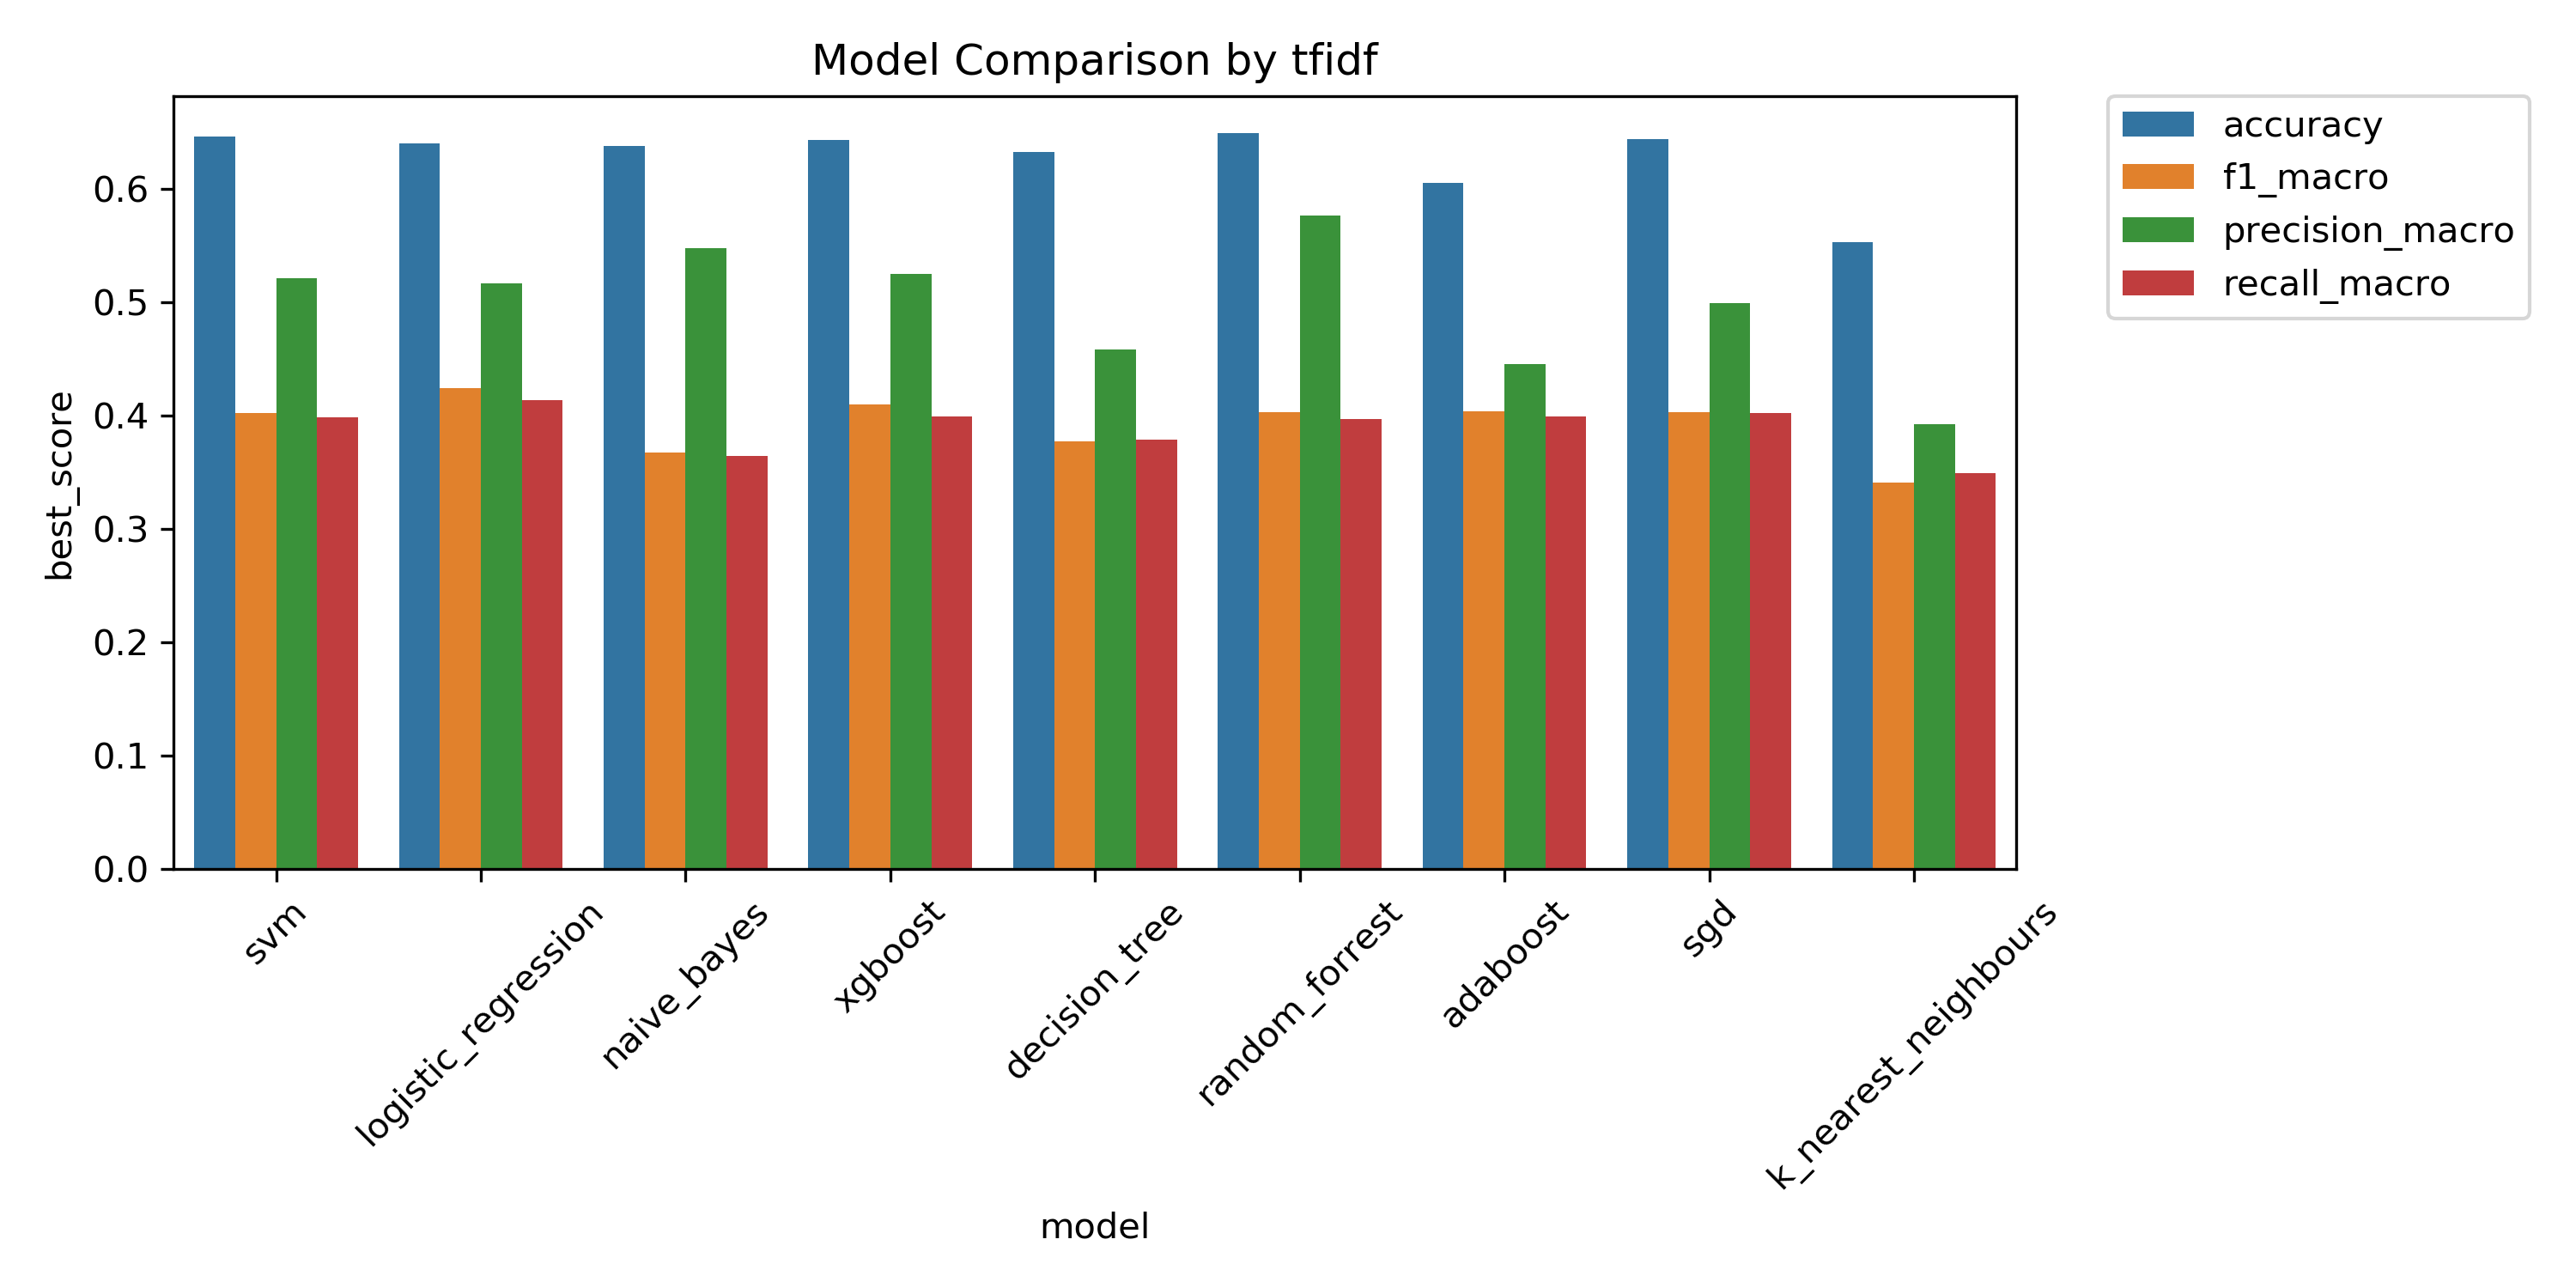 Model Comparison by tfidf
accuracy
f1_macro
precision_macro
recall_macro
best_score
0.6
0.5
0.4
0.3
0.2
0.1
0.0
svm
logistic_regression
naive_bayes
xgboost
decision_tree
random_forrest
adaboost
sgd
k_nearest_neighbours
model